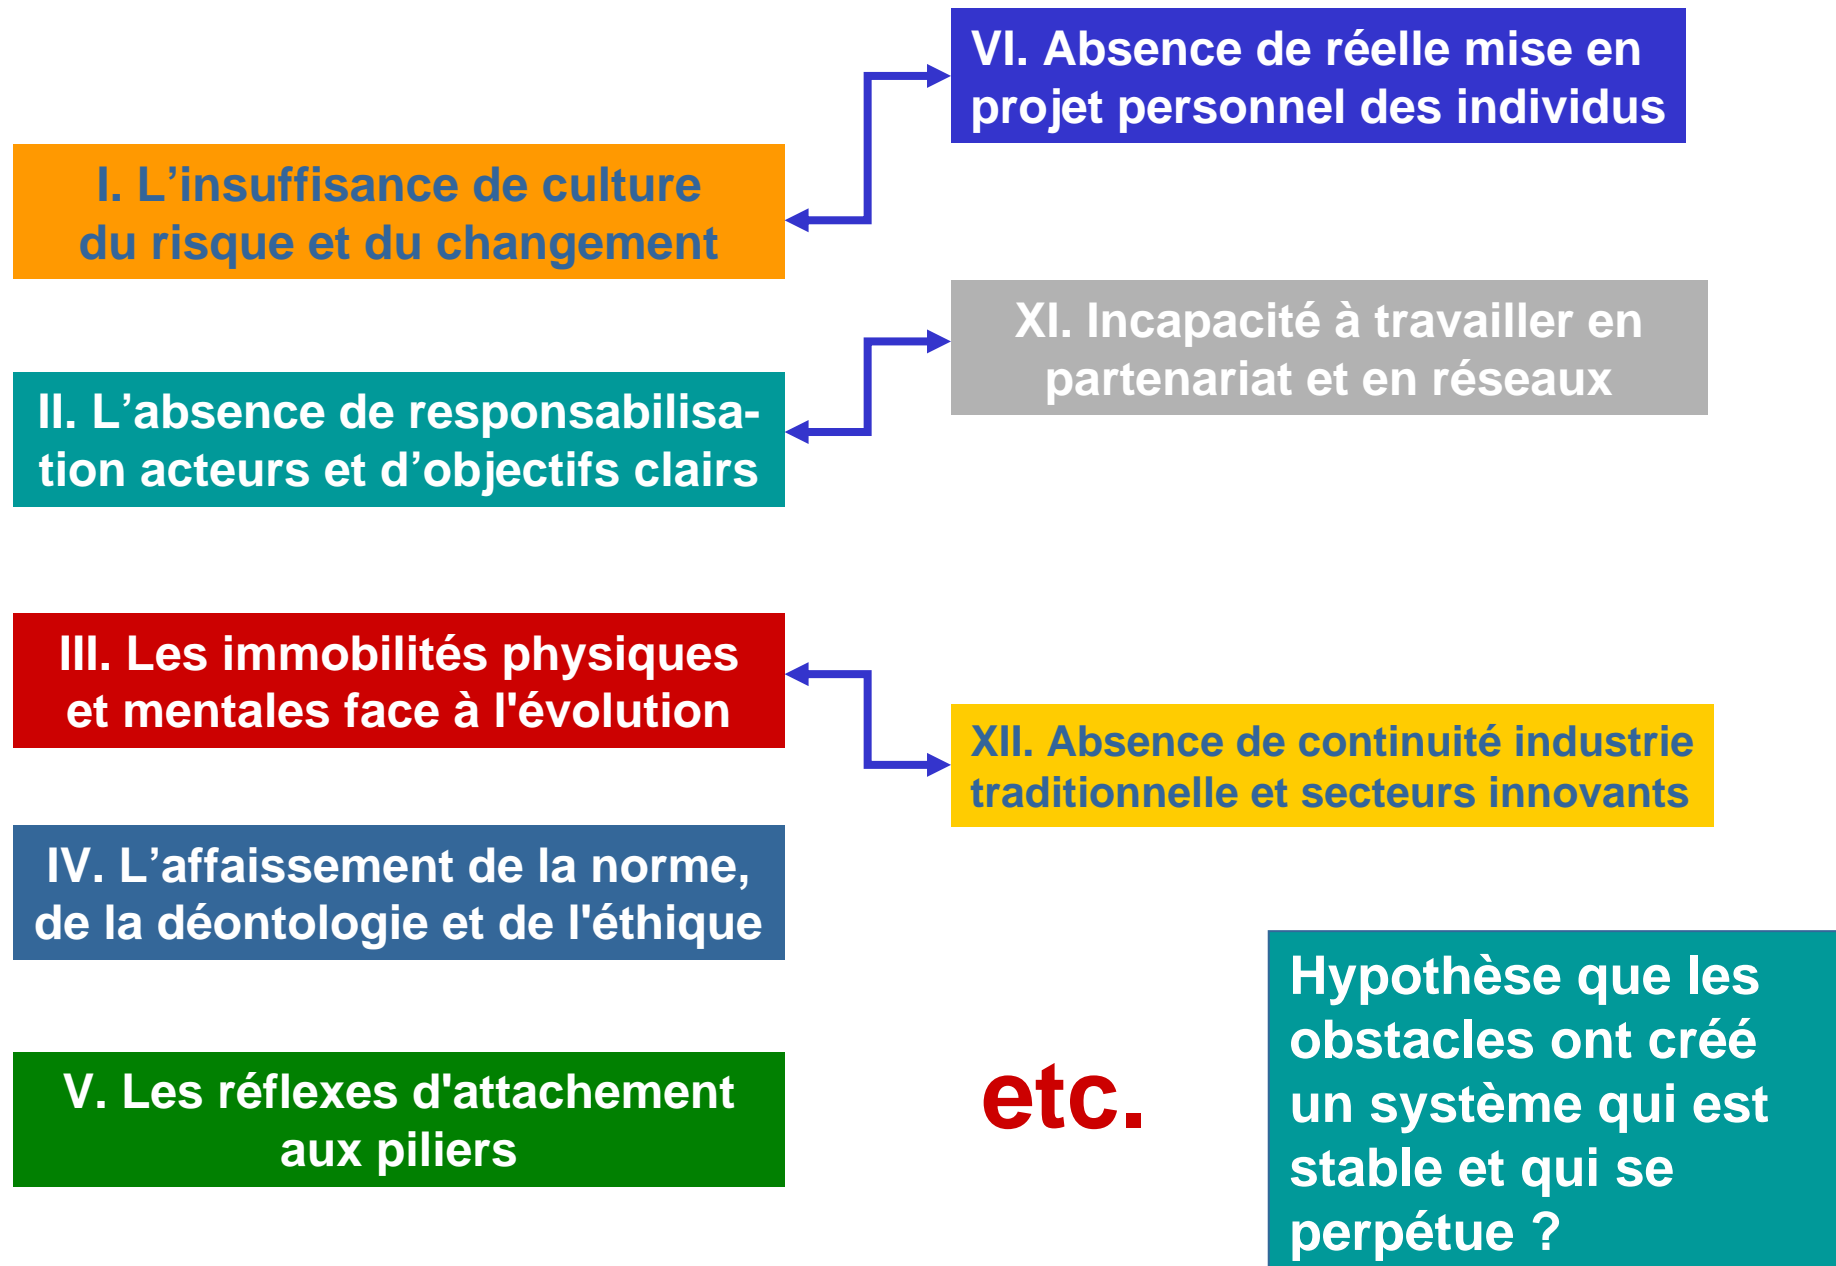 VI. Absence de réelle mise en
projet personnel des individus
I. L’insuffisance de culture
du risque et du changement
XI. Incapacité à travailler en
partenariat et en réseaux
II. L’absence de responsabilisa-
tion acteurs et d’objectifs clairs
III. Les immobilités physiques
et mentales face à l'évolution
XII. Absence de continuité industrie
traditionnelle et secteurs innovants
IV. L’affaissement de la norme,
de la déontologie et de l'éthique
V. Les réflexes d'attachement
aux piliers
etc.
Hypothèse que les
obstacles ont créé
un système qui est
stable et qui se
perpétue ?